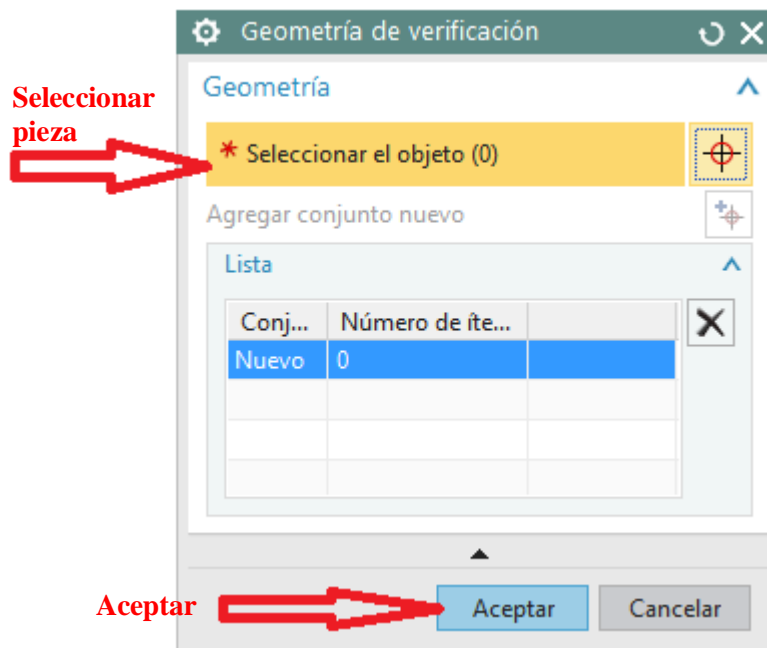 Geometría de verificación
Geometría
Seleccionar
pieza
* Seleccionar el objeto (0)
Agregar conjunto nuevo
Lista
Conj... Número de íte...
Nuevo 0
Aceptar
Aceptar Cancelar